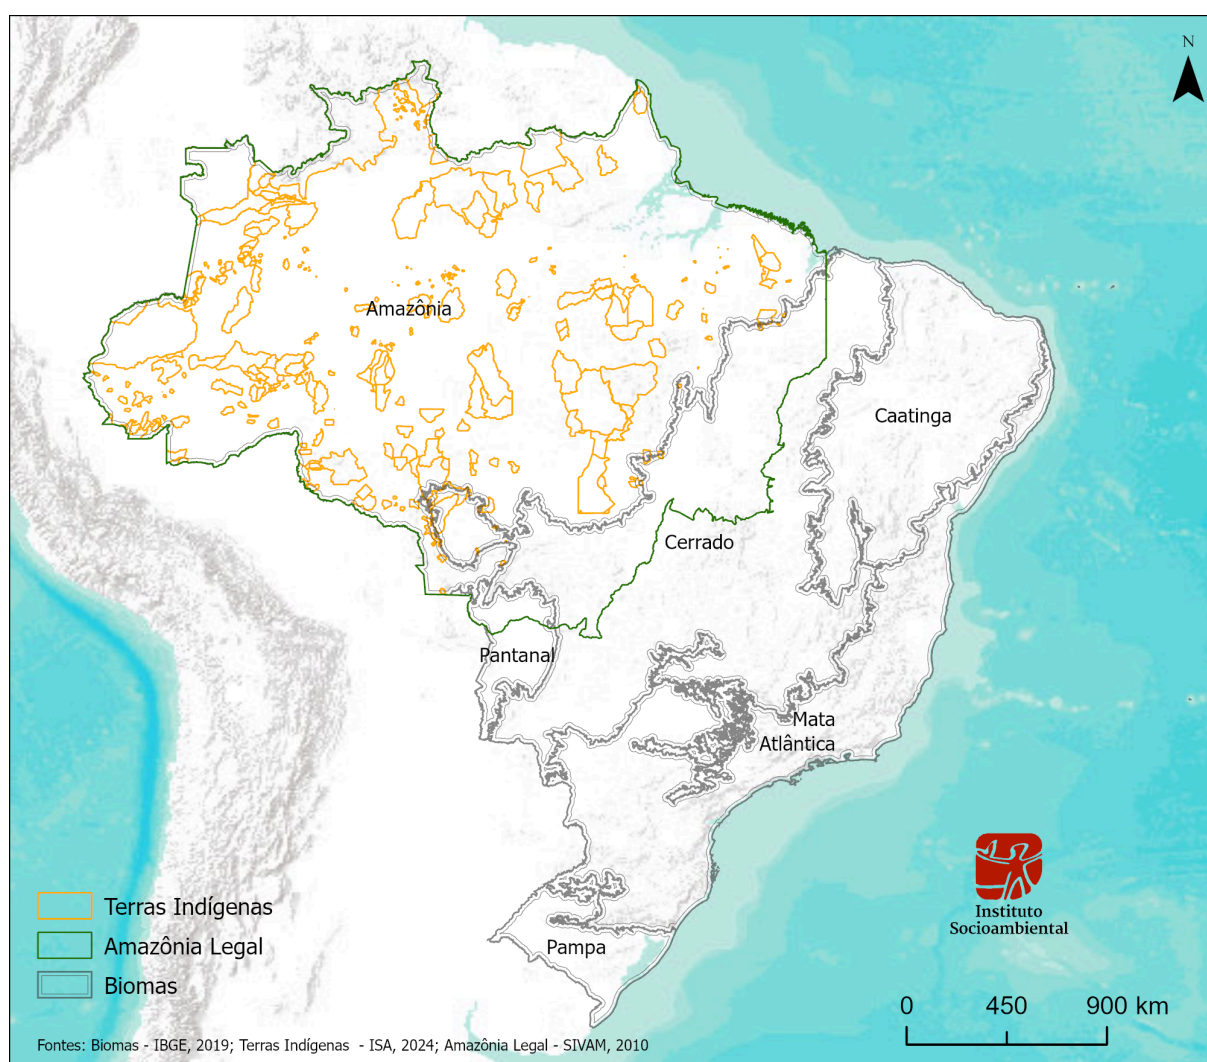 N
Amazônia
Caatinga
Cerrado
Pantanal
Mata
Atlântica
Pampa
Terras Indígenas
Amazônia Legal
Biomas
Instituto
Socioambiental
0 450 900 km
Fontes: Biomas - IBGE, 2019; Terras Indígenas - ISA, 2024; Amazônia Legal - SIVAM, 2010